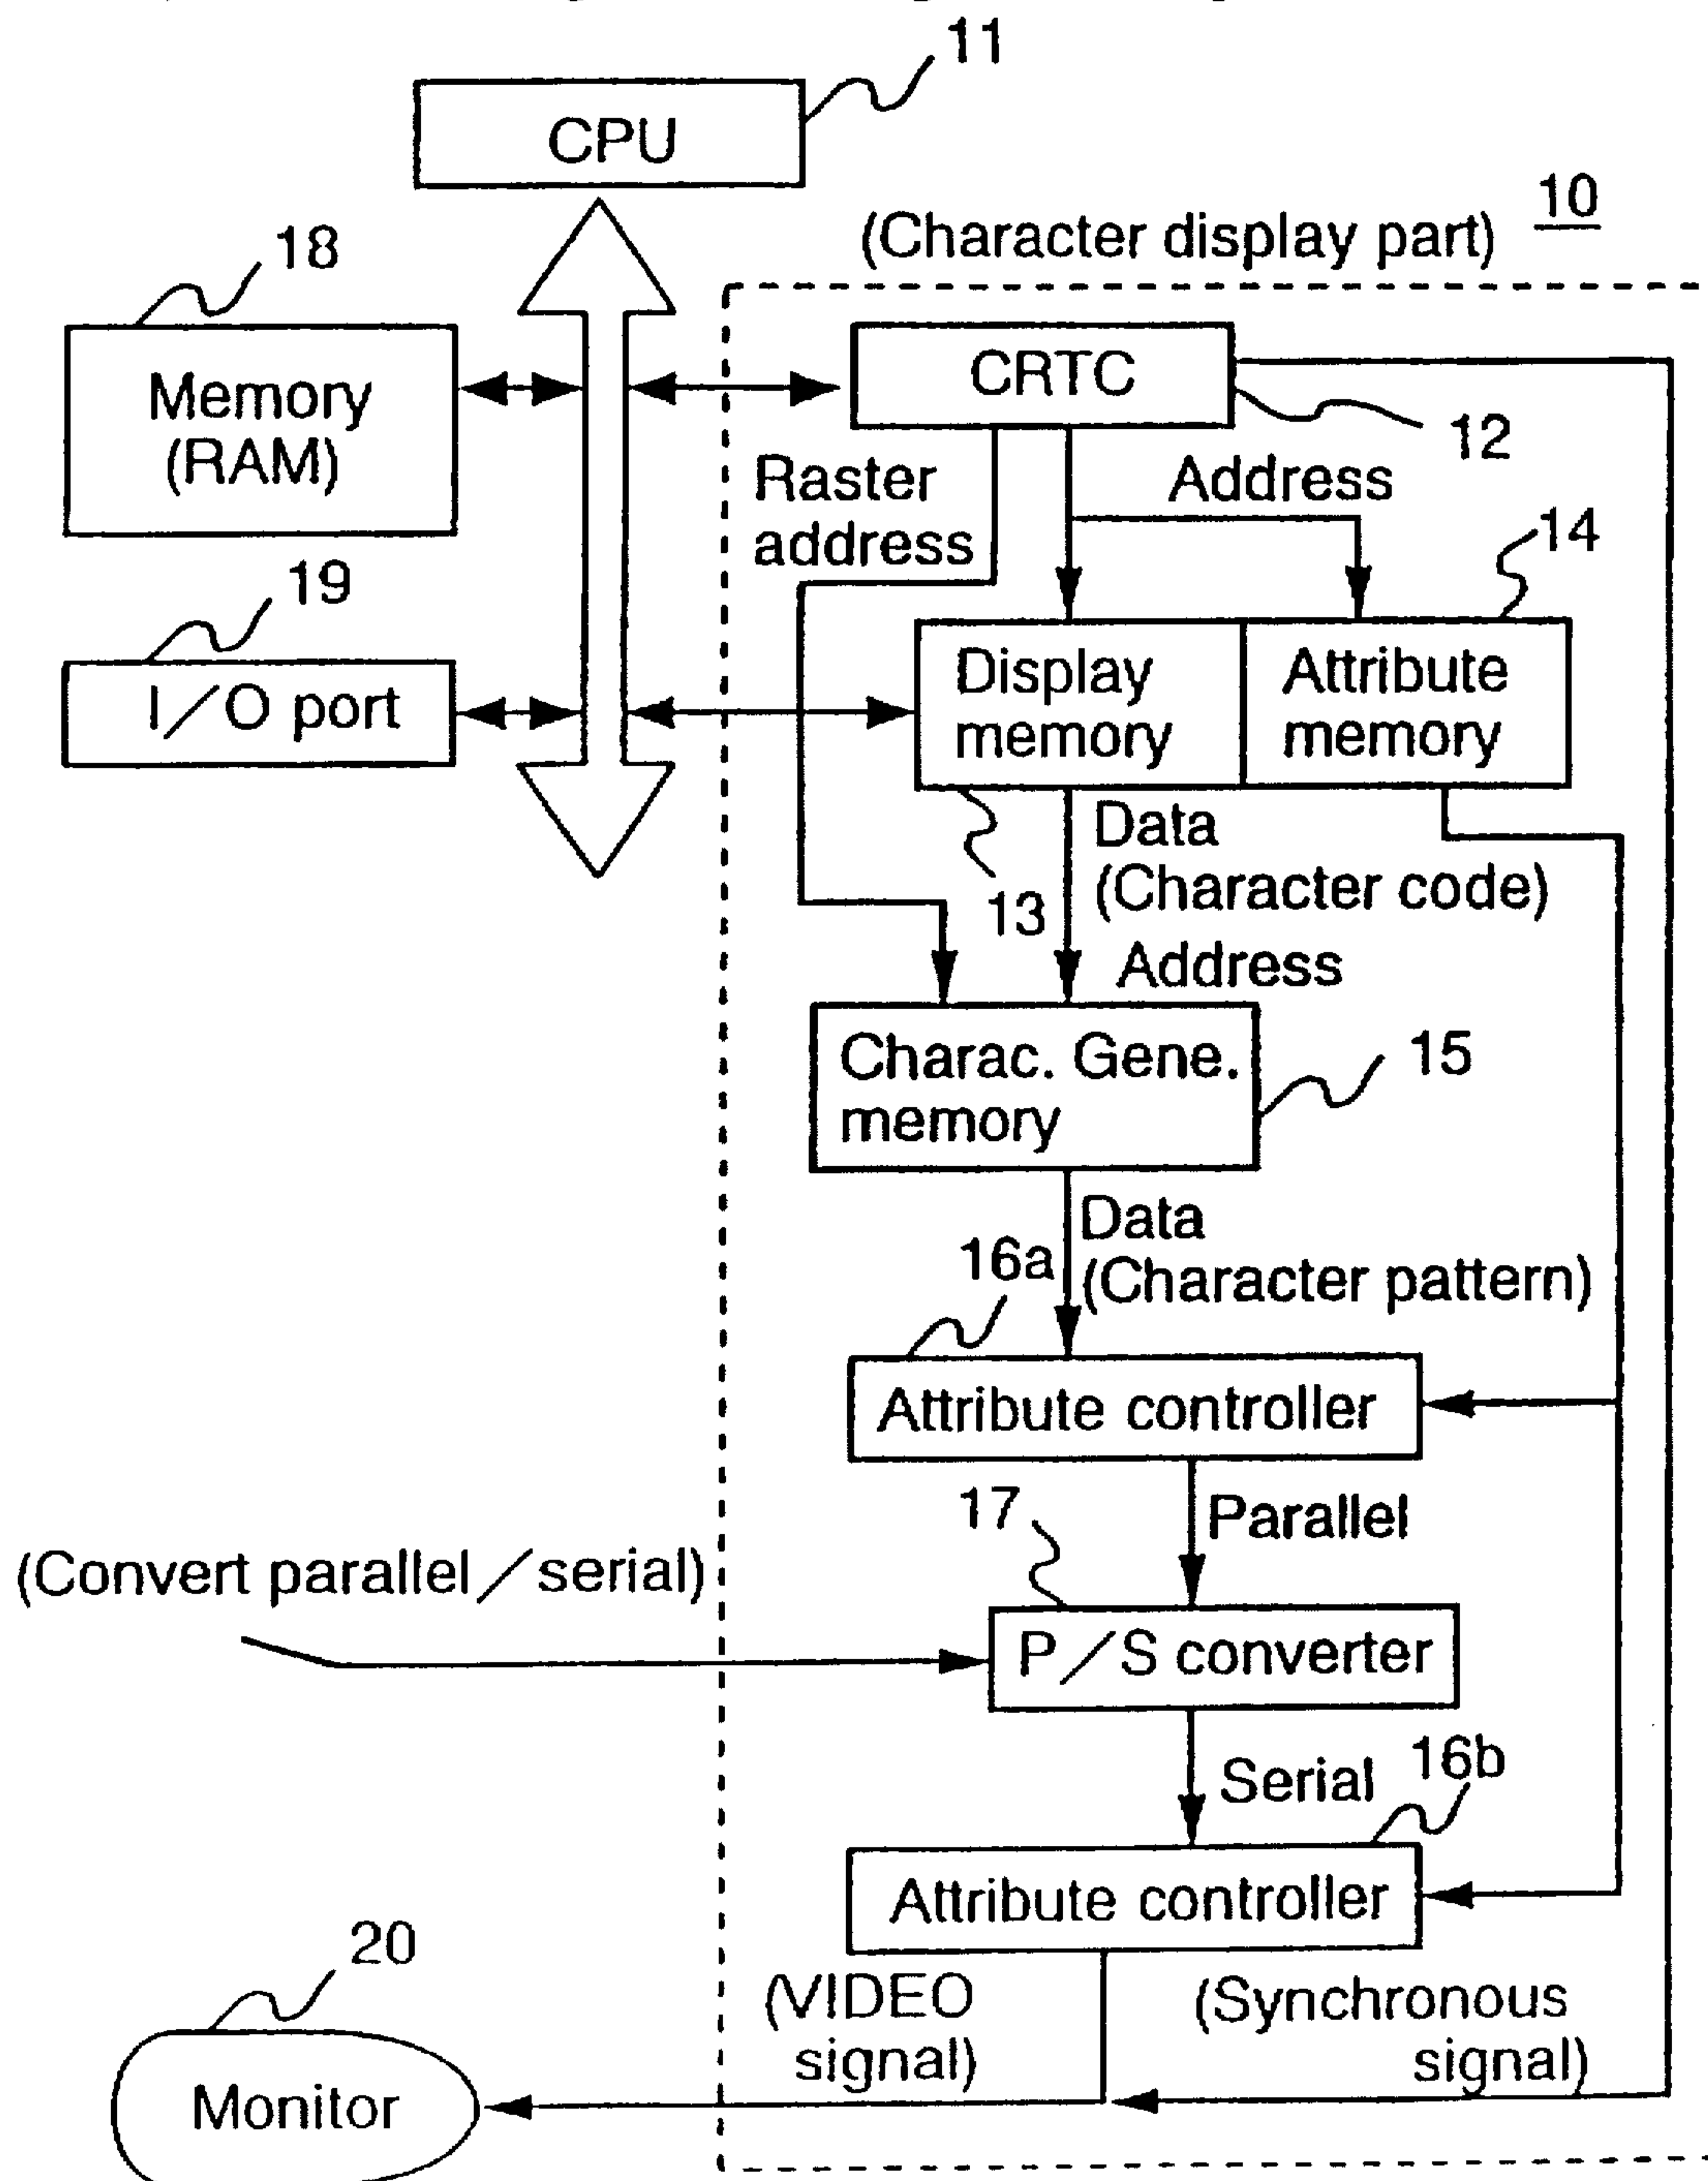 11
CPU
10
(Character display part)
18
Memory
(RAM)
CRTC
12
Raster
address
Address
14
19
I/O port
Display
memory
Attribute
memory
13
Data
(Character code)
Address
Charac. Gene.
memory
15
Data
(Character pattern)
16a
Attribute controller
17
Parallel
(Convert parallel/serial)
P/S converter
Serial
16b
Attribute controller
20
(VIDEO
signal)
(Synchronous
signal)
Monitor